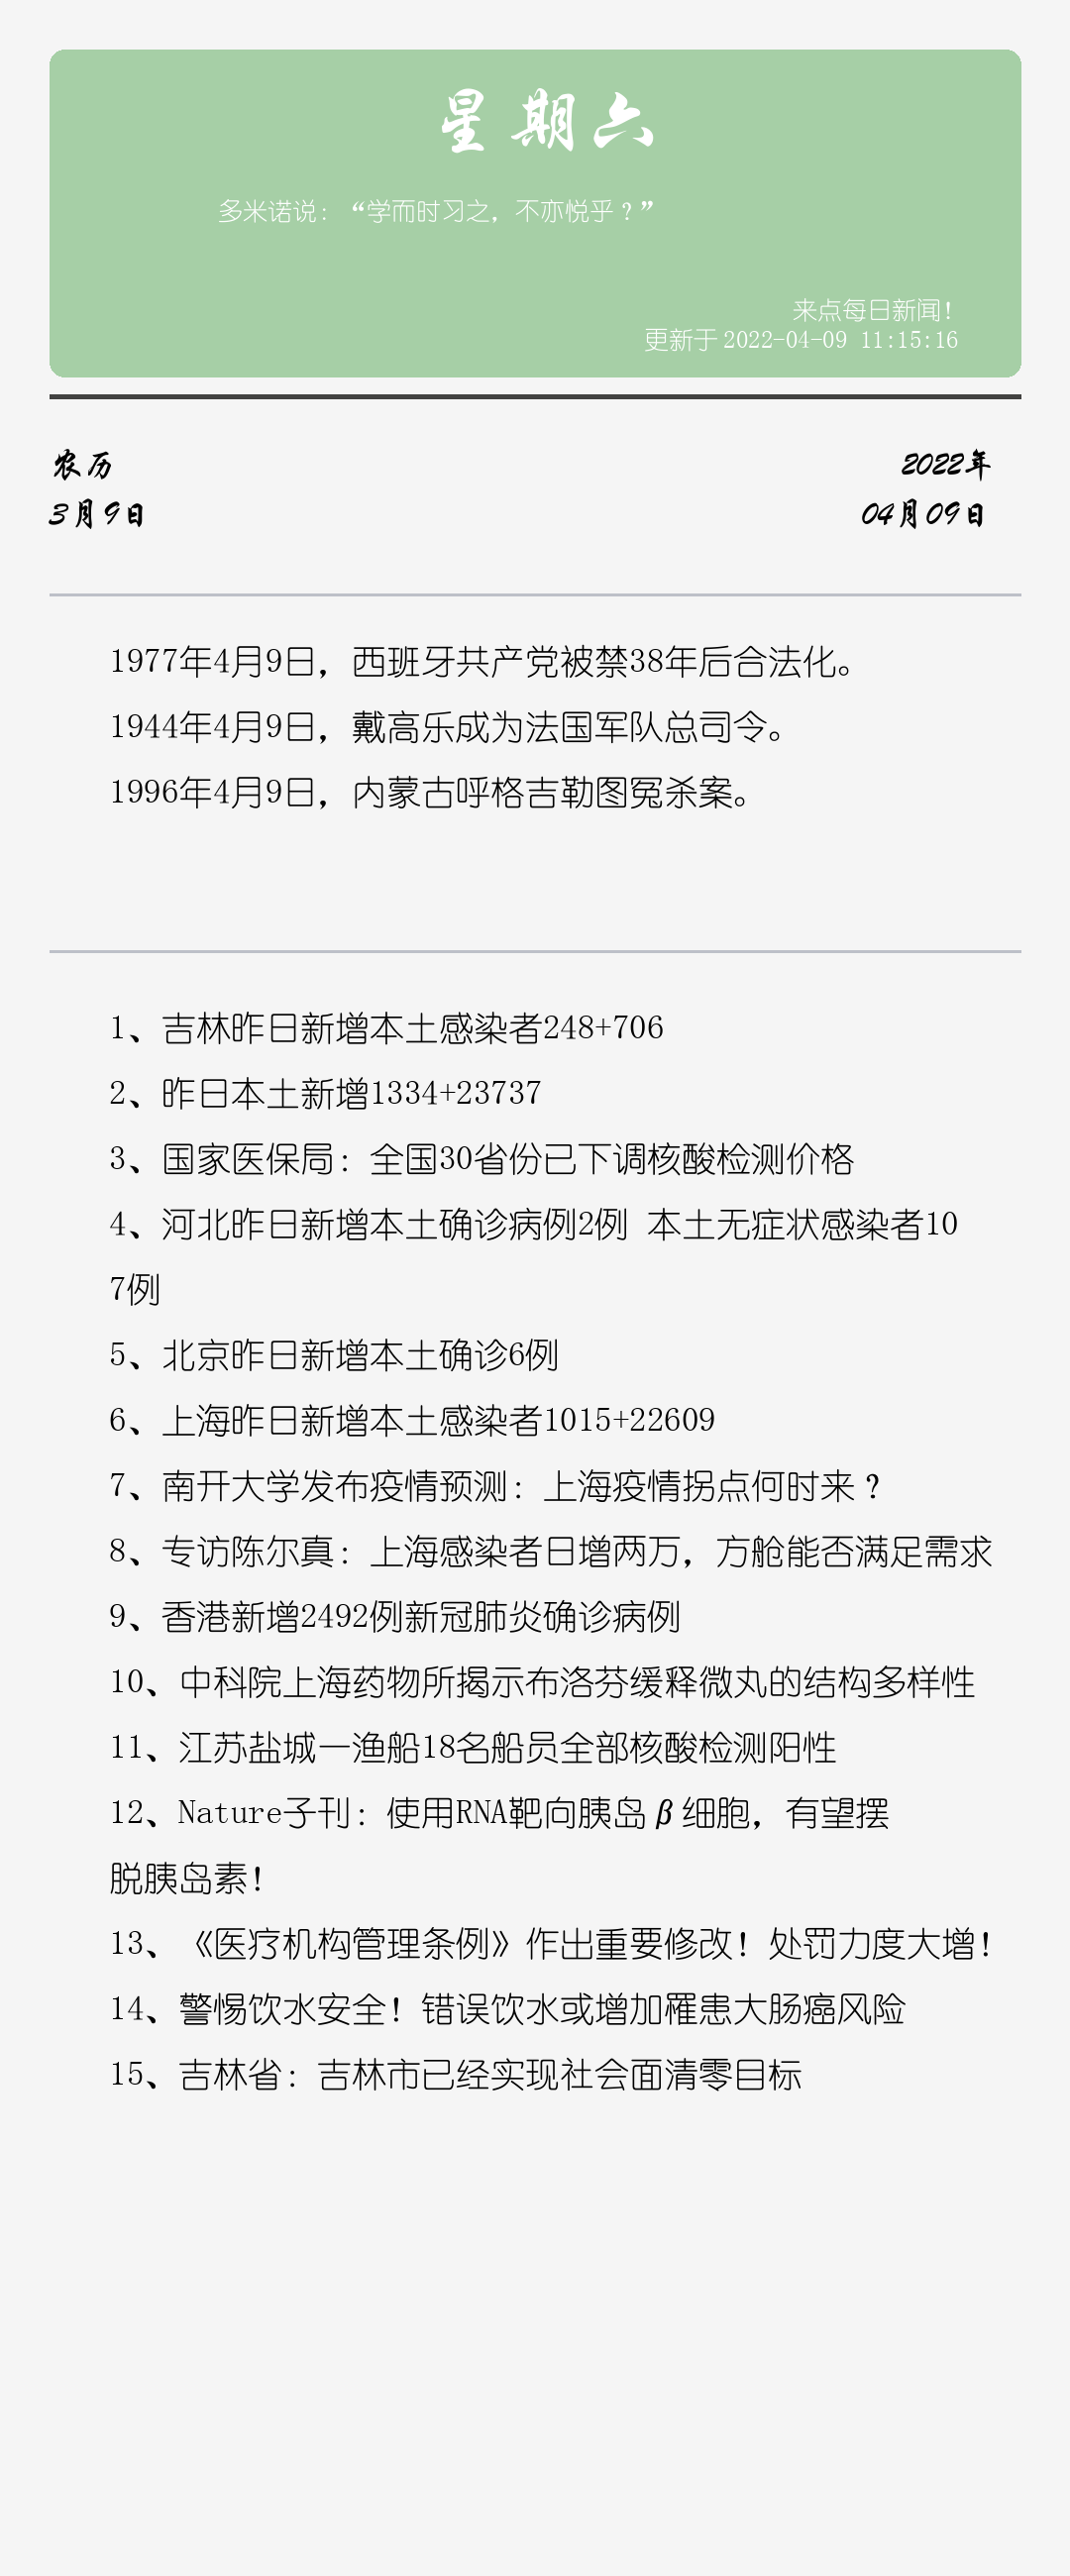 星期六
多米诺说：“学而时习之，不亦悦乎？”
来点每日新闻！
更新于2022-04-09 11:15:16
农历
2022年
3月9日
04月09日
1977年4月9日，西班牙共产党被禁38年后合法化。
1944年4月9日，戴高乐成为法国军队总司令。
1996年4月9日，内蒙古呼格吉勒图冤杀案。
1、吉林昨日新增本土感染者248+706
2、昨日本土新增1334+23737
3、国家医保局：全国30省份已下调核酸检测价格
4、河北昨日新增本土确诊病例2例 本土无症状感染者10
7例
5、北京昨日新增本土确诊6例
6、上海昨日新增本土感染者1015+22609
7、南开大学发布疫情预测：上海疫情拐点何时来？
8、专访陈尔真：上海感染者日增两万，方舱能否满足需求
9、香港新增2492例新冠肺炎确诊病例
10、中科院上海药物所揭示布洛芬缓释微丸的结构多样性
11、江苏盐城一渔船18名船员全部核酸检测阳性
12、Nature子刊：使用RNA靶向胰岛β细胞，有望摆
脱胰岛素！
13、《医疗机构管理条例》作出重要修改！处罚力度大增！
14、警惕饮水安全！错误饮水或增加罹患大肠癌风险
15、吉林省：吉林市已经实现社会面清零目标